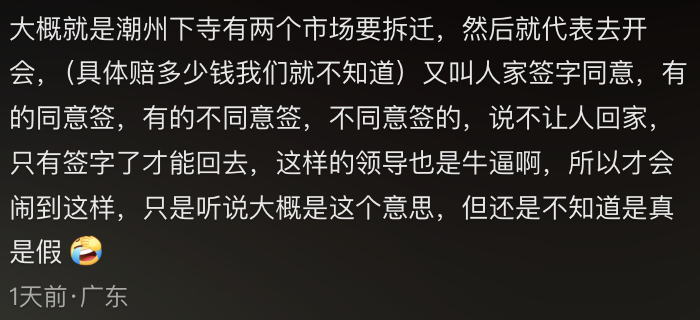 大概就是潮州下寺有两个市场要拆迁，然后就代表去开
会，（具体赔多少钱我们就不知道）又叫人家签字同意，有
的同意签，有的不同意签，不同意签的，说不让人回家，
只有签字了才能回去，这样的领导也是牛逼啊，所以才会
闹到这样，只是听说大概是这个意思，但还是不知道是真
是假 🤣
1天前·广东